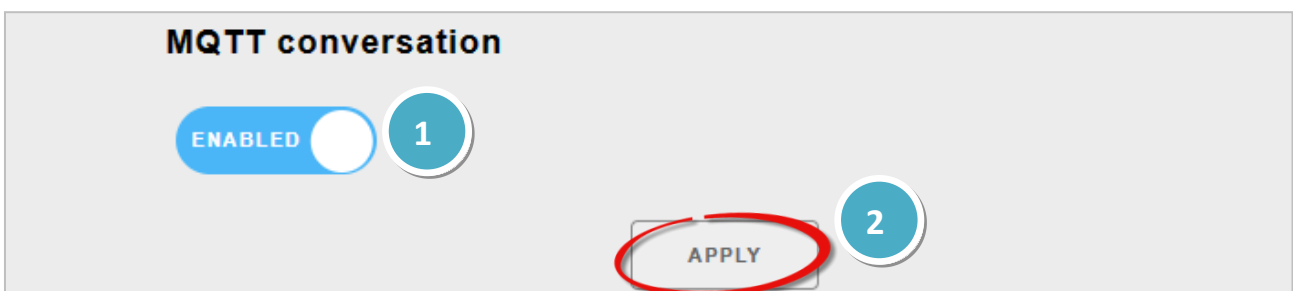 MQTT conversation
ENABLED
1
2
APPLY